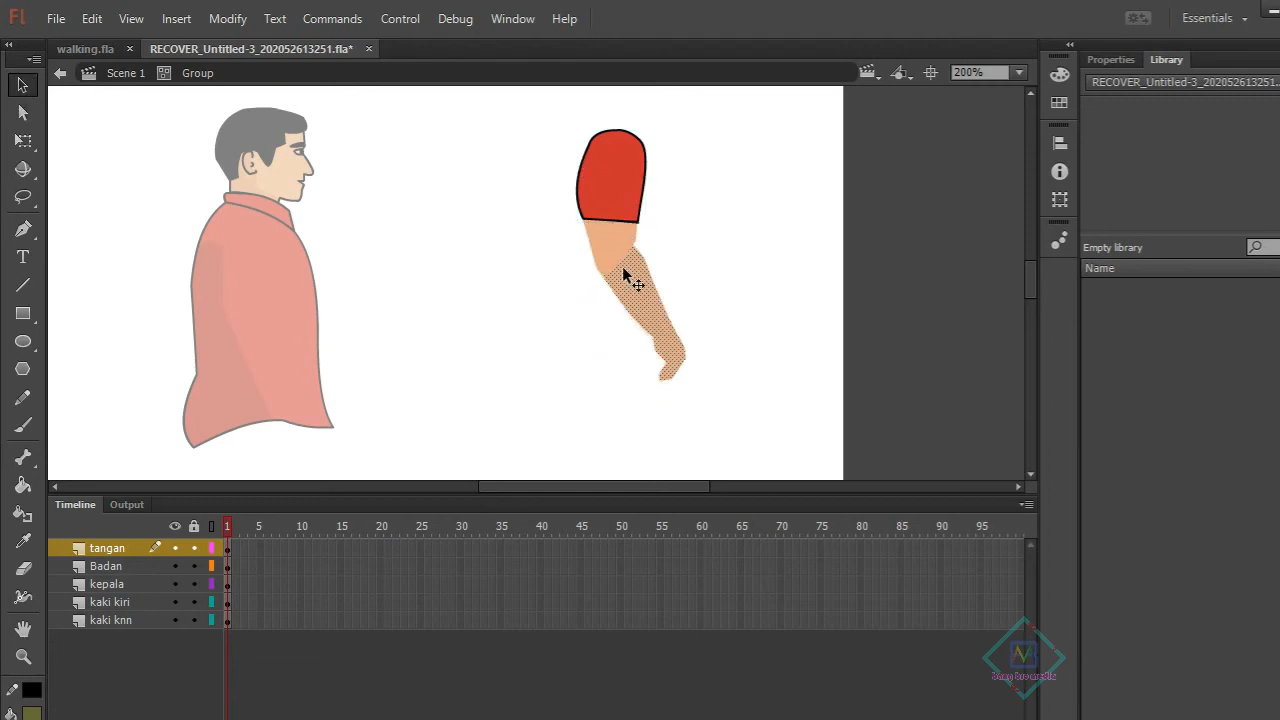 Fl File Edit View Insert Modify Text Commands Control Debug Window Help Essentials
walking.fla × RECOVER_Untitled-3_202052613251.fla* ×
Scene 1 Group 200%
Properties Library
RECOVER_Untitled-3_202052613251.
Empty library
Name
Timeline Output
1 5 10 15 20 25 30 35 40 45 50 55 60 65 70 75 80 85 90 95
tangan
Badan
kepala
kaki kiri
kaki knn